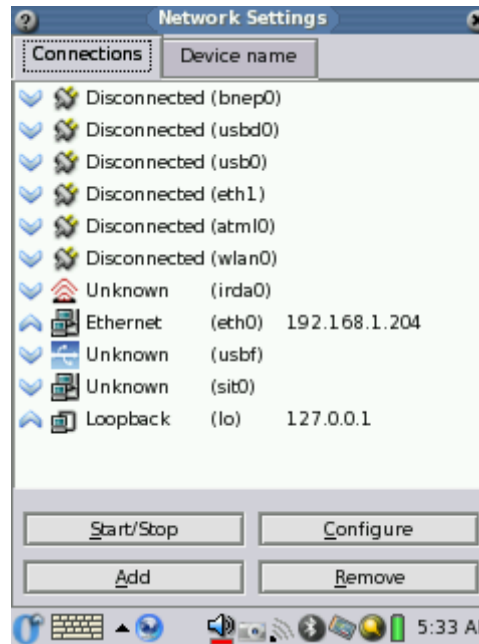 Network Settings
Connections Device name
Disconnected (bnep0)
Disconnected (usbd0)
Disconnected (usb0)
Disconnected (eth1)
Disconnected (atml0)
Disconnected (wlan0)
Unknown (irda0)
Ethernet (eth0) 192.168.1.204
Unknown (usbf)
Unknown (sit0)
Loopback (lo) 127.0.0.1
Start/Stop Configure
Add Remove
5:33 A